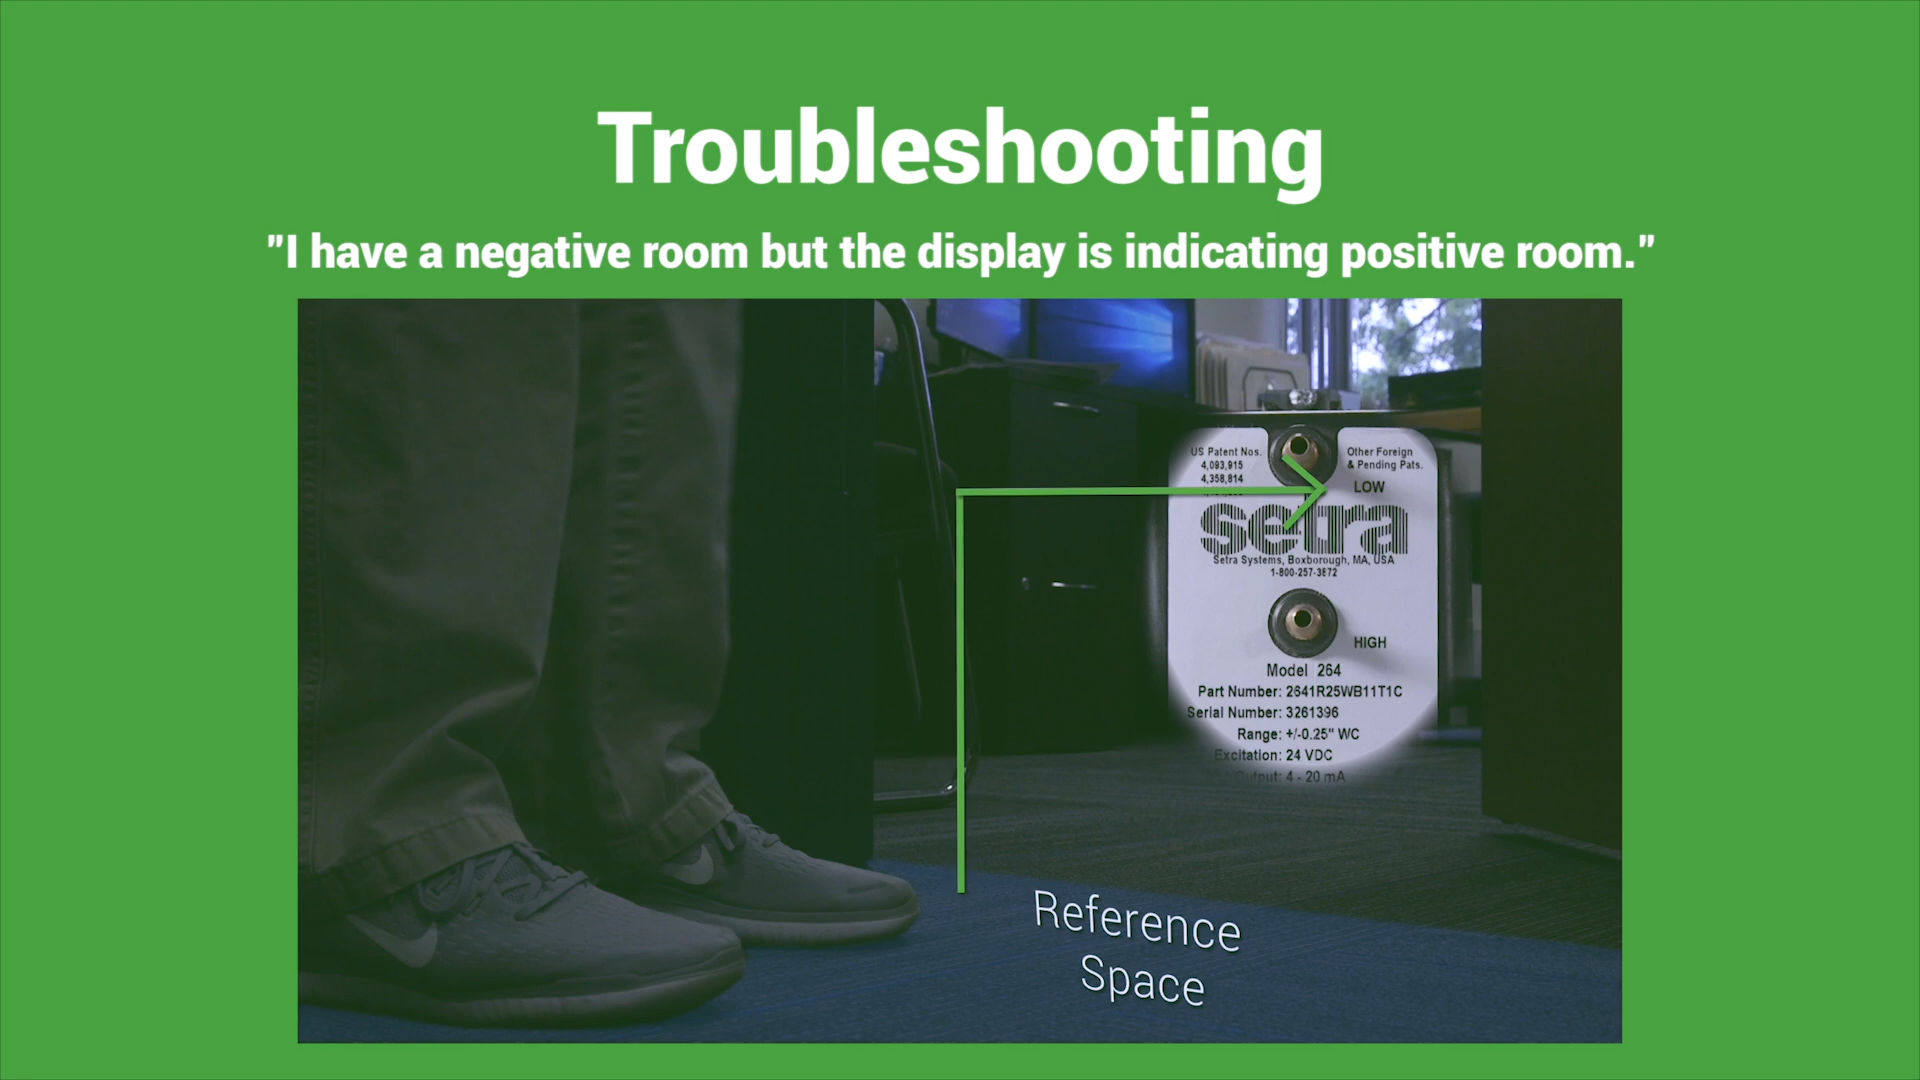 Troubleshooting
"I have a negative room but the display is indicating positive room."
US Patent Nos.
4,093,915
4,358,814
Other Foreign
& Pending Pats.
LOW
setra
Setra Systems, Boxborough, MA, USA
1-800-257-3872
HIGH
Model 264
Part Number: 2641R25WB11T1C
Serial Number: 3261396
Range: +/-0.25" WC
Excitation: 24 VDC
Output: 4 - 20 mA
Reference
Space